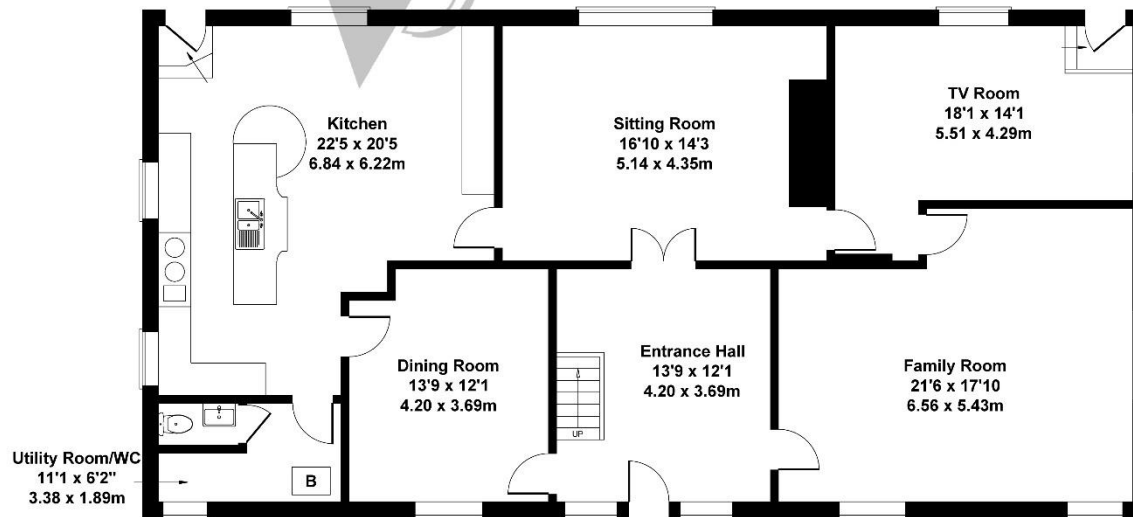 Kitchen
22'5 x 20'5
6.84 x 6.22m
Sitting Room
16'10 x 14'3
5.14 x 4.35m
TV Room
18'1 x 14'1
5.51 x 4.29m
Dining Room
13'9 x 12'1
4.20 x 3.69m
Entrance Hall
13'9 x 12'1
4.20 x 3.69m
UP
Family Room
21'6 x 17'10
6.56 x 5.43m
Utility Room/WC
11'1 x 6'2"
3.38 x 1.89m
B